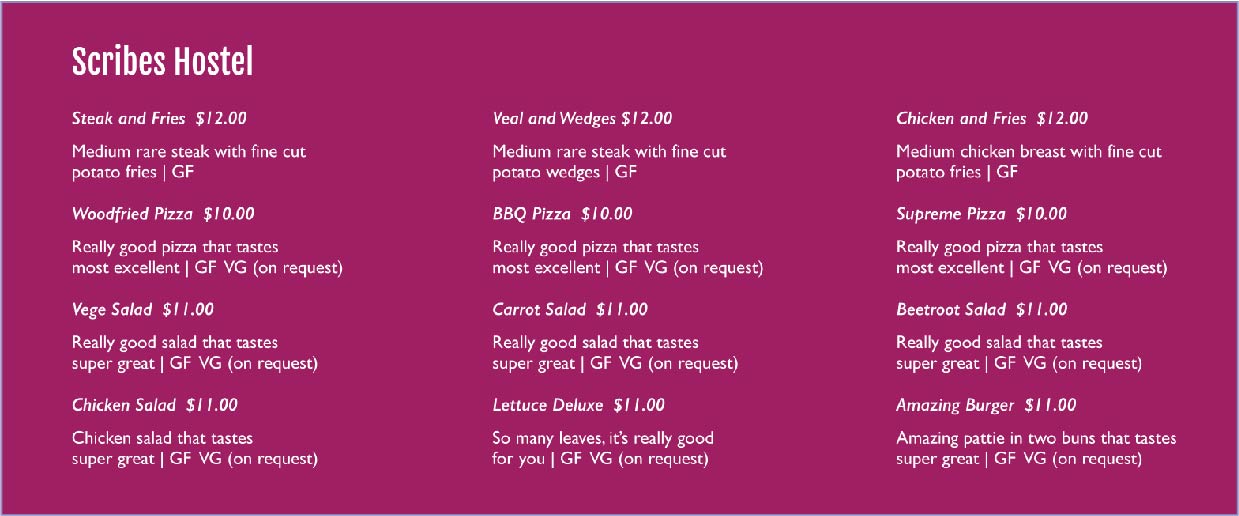 Scribes Hostel
Steak and Fries $12.00
Medium rare steak with fine cut
potato fries | GF
Woodfried Pizza $10.00
Really good pizza that tastes
most excellent | GF VG (on request)
Vege Salad $11.00
Really good salad that tastes
super great | GF VG (on request)
Chicken Salad $11.00
Chicken salad that tastes
super great | GF VG (on request)
Veal and Wedges $12.00
Medium rare steak with fine cut
potato wedges | GF
BBQ Pizza $10.00
Really good pizza that tastes
most excellent | GF VG (on request)
Carrot Salad $11.00
Really good salad that tastes
super great | GF VG (on request)
Lettuce Deluxe $11.00
So many leaves, it's really good
for you | GF VG (on request)
Chicken and Fries $12.00
Medium chicken breast with fine cut
potato fries | GF
Supreme Pizza $10.00
Really good pizza that tastes
most excellent | GF VG (on request)
Beetroot Salad $11.00
Really good salad that tastes
super great | GF VG (on request)
Amazing Burger $11.00
Amazing pattie in two buns that tastes
super great | GF VG (on request)